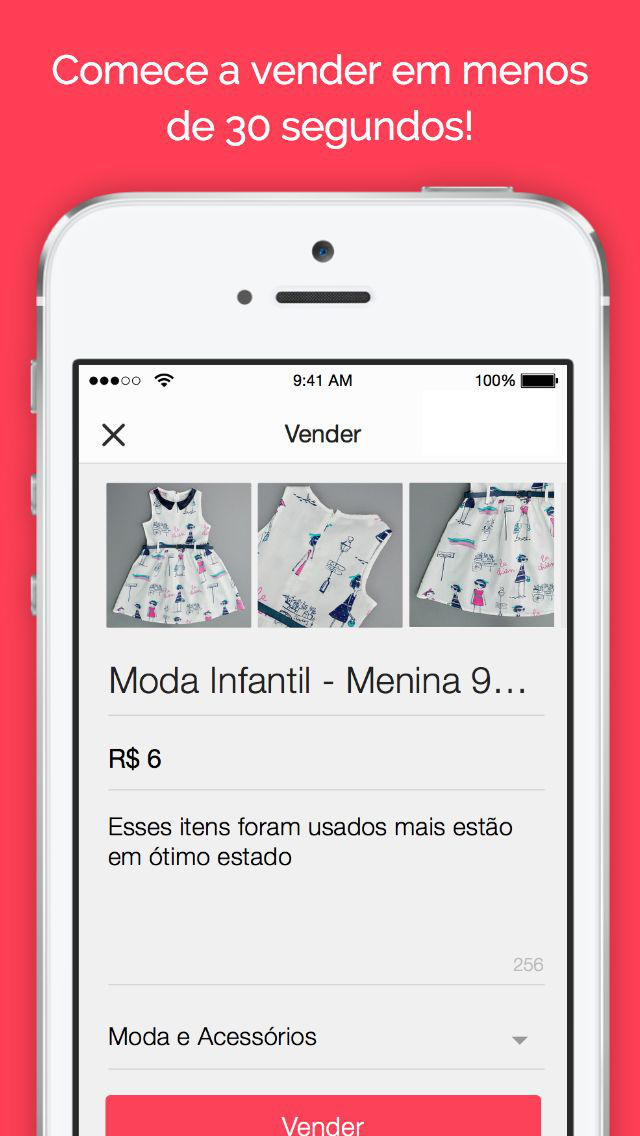 Comece a vender em menos
de 30 segundos!
9:41 AM
100%
Vender
Moda Infantil - Menina 9...
R$ 6
Esses itens foram usados mais estão
em ótimo estado
256
Moda e Acessórios
Vender